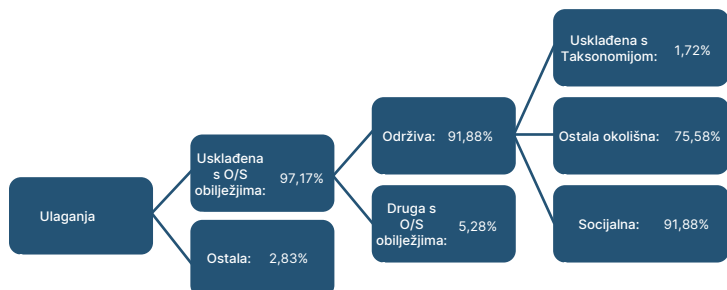 Ulaganja
Usklađena
s O/S
obilježjima: 97,17%
Ostala: 2,83%
Održiva: 91,88%
Druga s
O/S
obilježjima: 5,28%
Usklađena s
Taksonomijom: 1,72%
Ostala okolišna: 75,58%
Socijalna: 91,88%